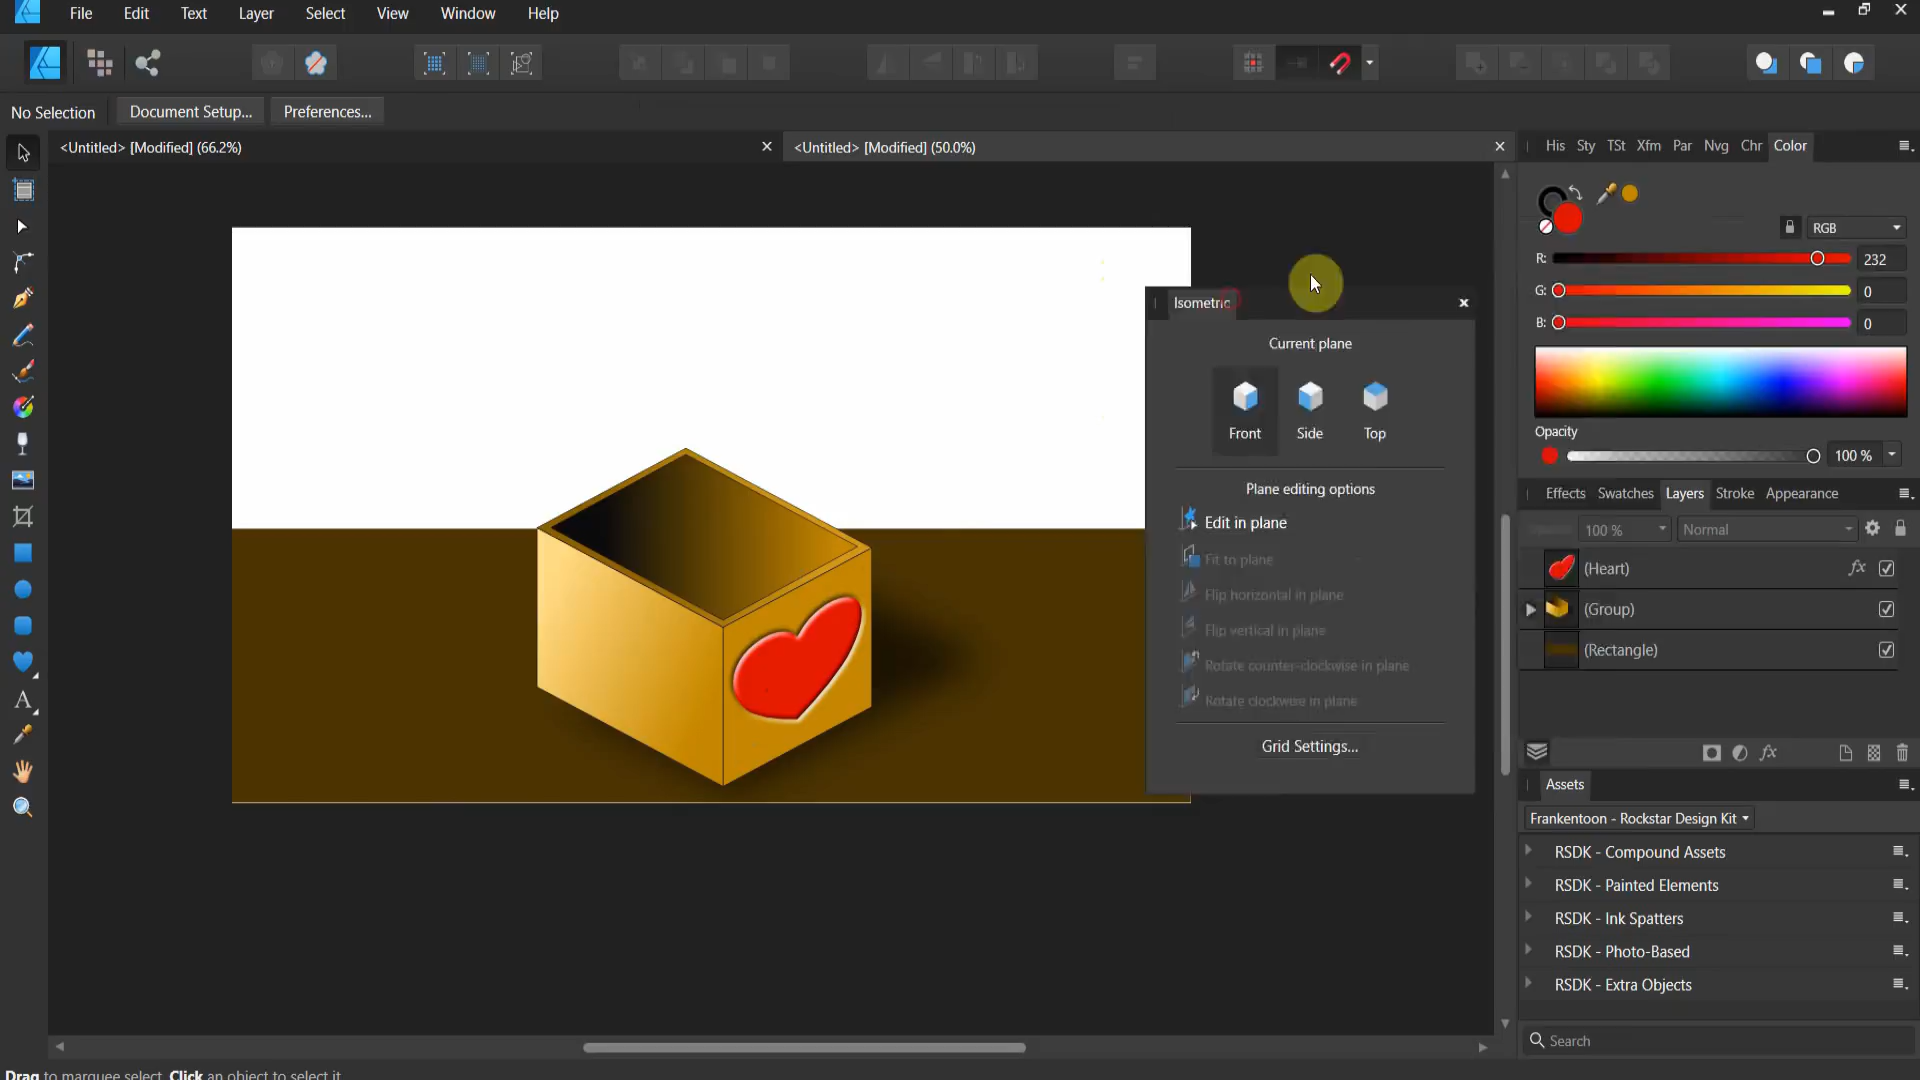 File Edit Text Layer Select View Window Help
No Selection Document Setup... Preferences...
<Untitled> [Modified] (66.2%)
<Untitled> [Modified] (50.0%)
His Sty TSt Xfm Par Nvg Chr Color
RGB
R: 232
G: 0
B: 0
Opacity
100 %
Isometric
Current plane
Front Side Top
Plane editing options
Edit in plane
Fit to plane
Flip horizontal in plane
Flip vertical in plane
Rotate counter-clockwise in plane
Rotate clockwise in plane
Grid Settings...
Effects Swatches Layers Stroke Appearance
100 % Normal
(Heart)
(Group)
(Rectangle)
Assets
Frankentoon - Rockstar Design Kit
RSDK - Compound Assets
RSDK - Painted Elements
RSDK - Ink Spatters
RSDK - Photo-Based
RSDK - Extra Objects
Search
Drag to marquee select. Click an object to select it.